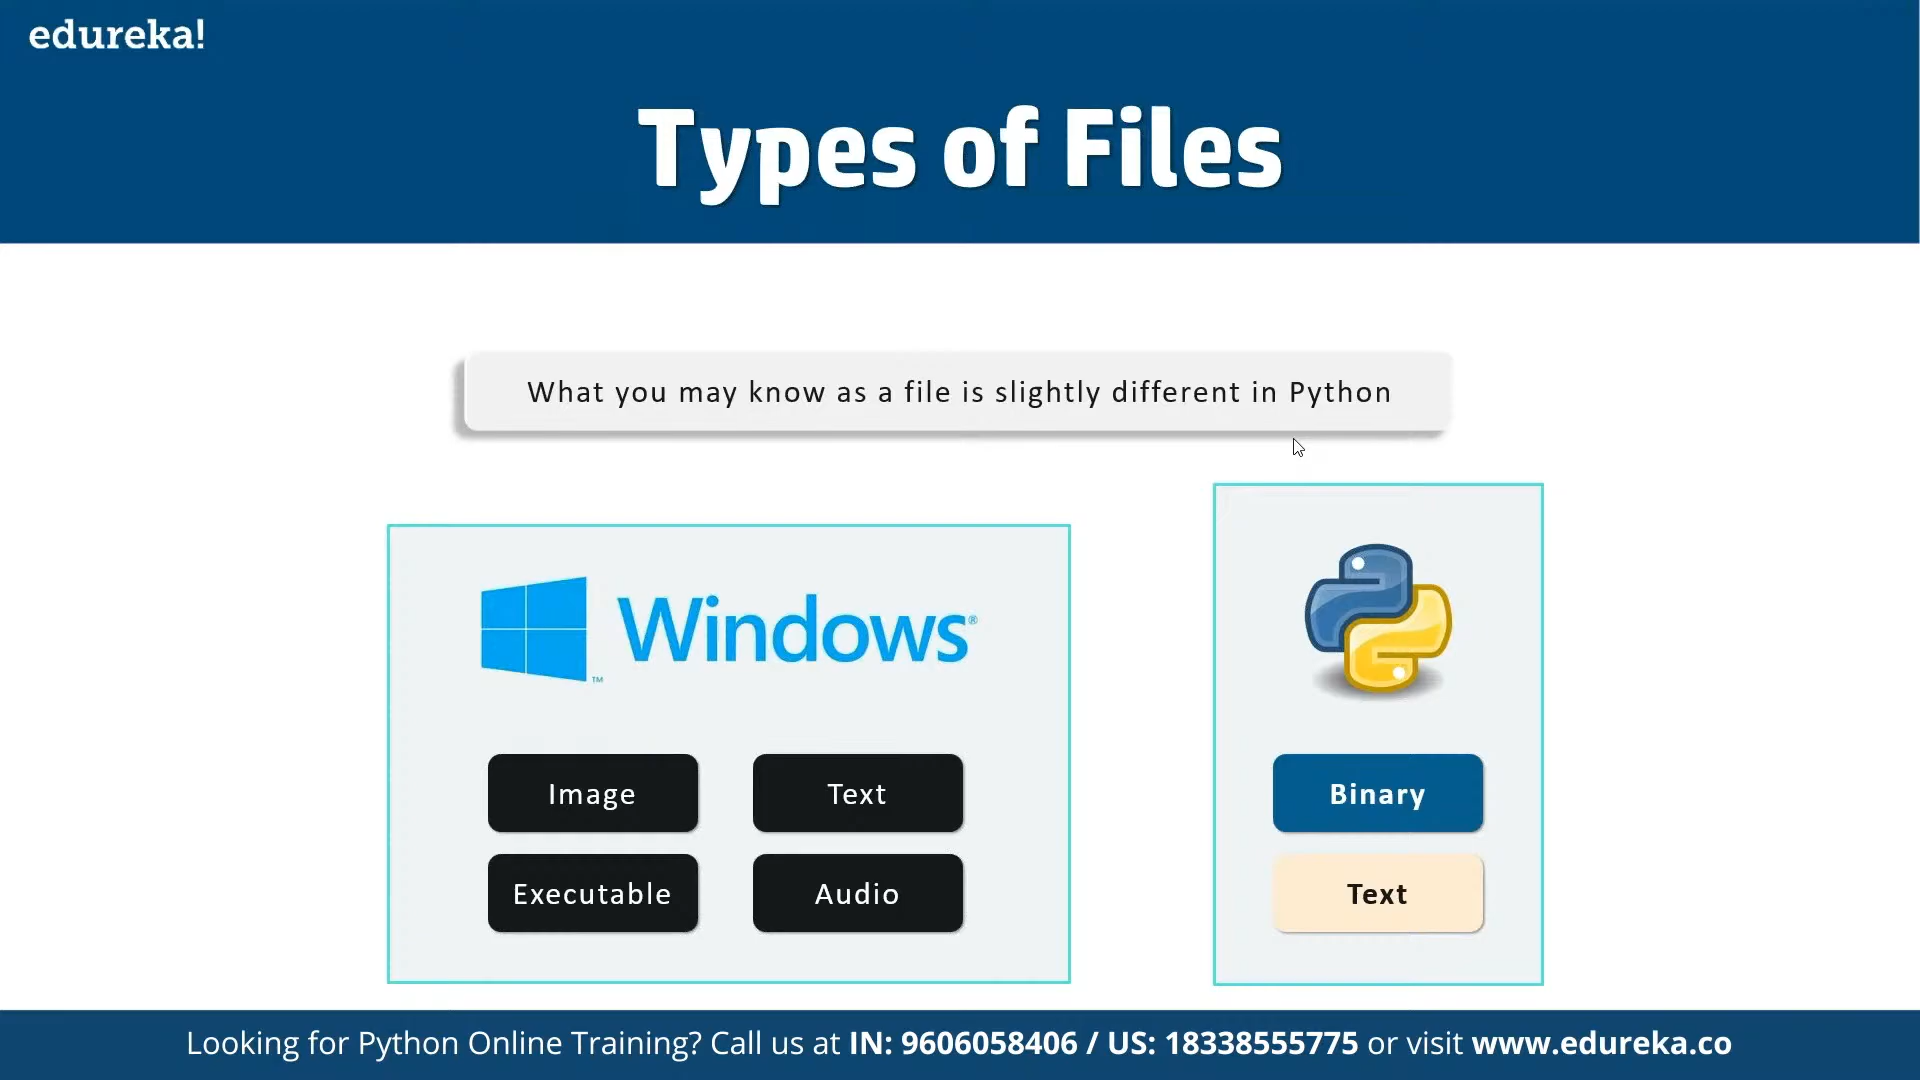 edureka!
Types of Files
What you may know as a file is slightly different in Python
Windows®
™
Image
Text
Executable
Audio
Binary
Text
Looking for Python Online Training? Call us at IN: 9606058406 / US: 18338555775 or visit www.edureka.co